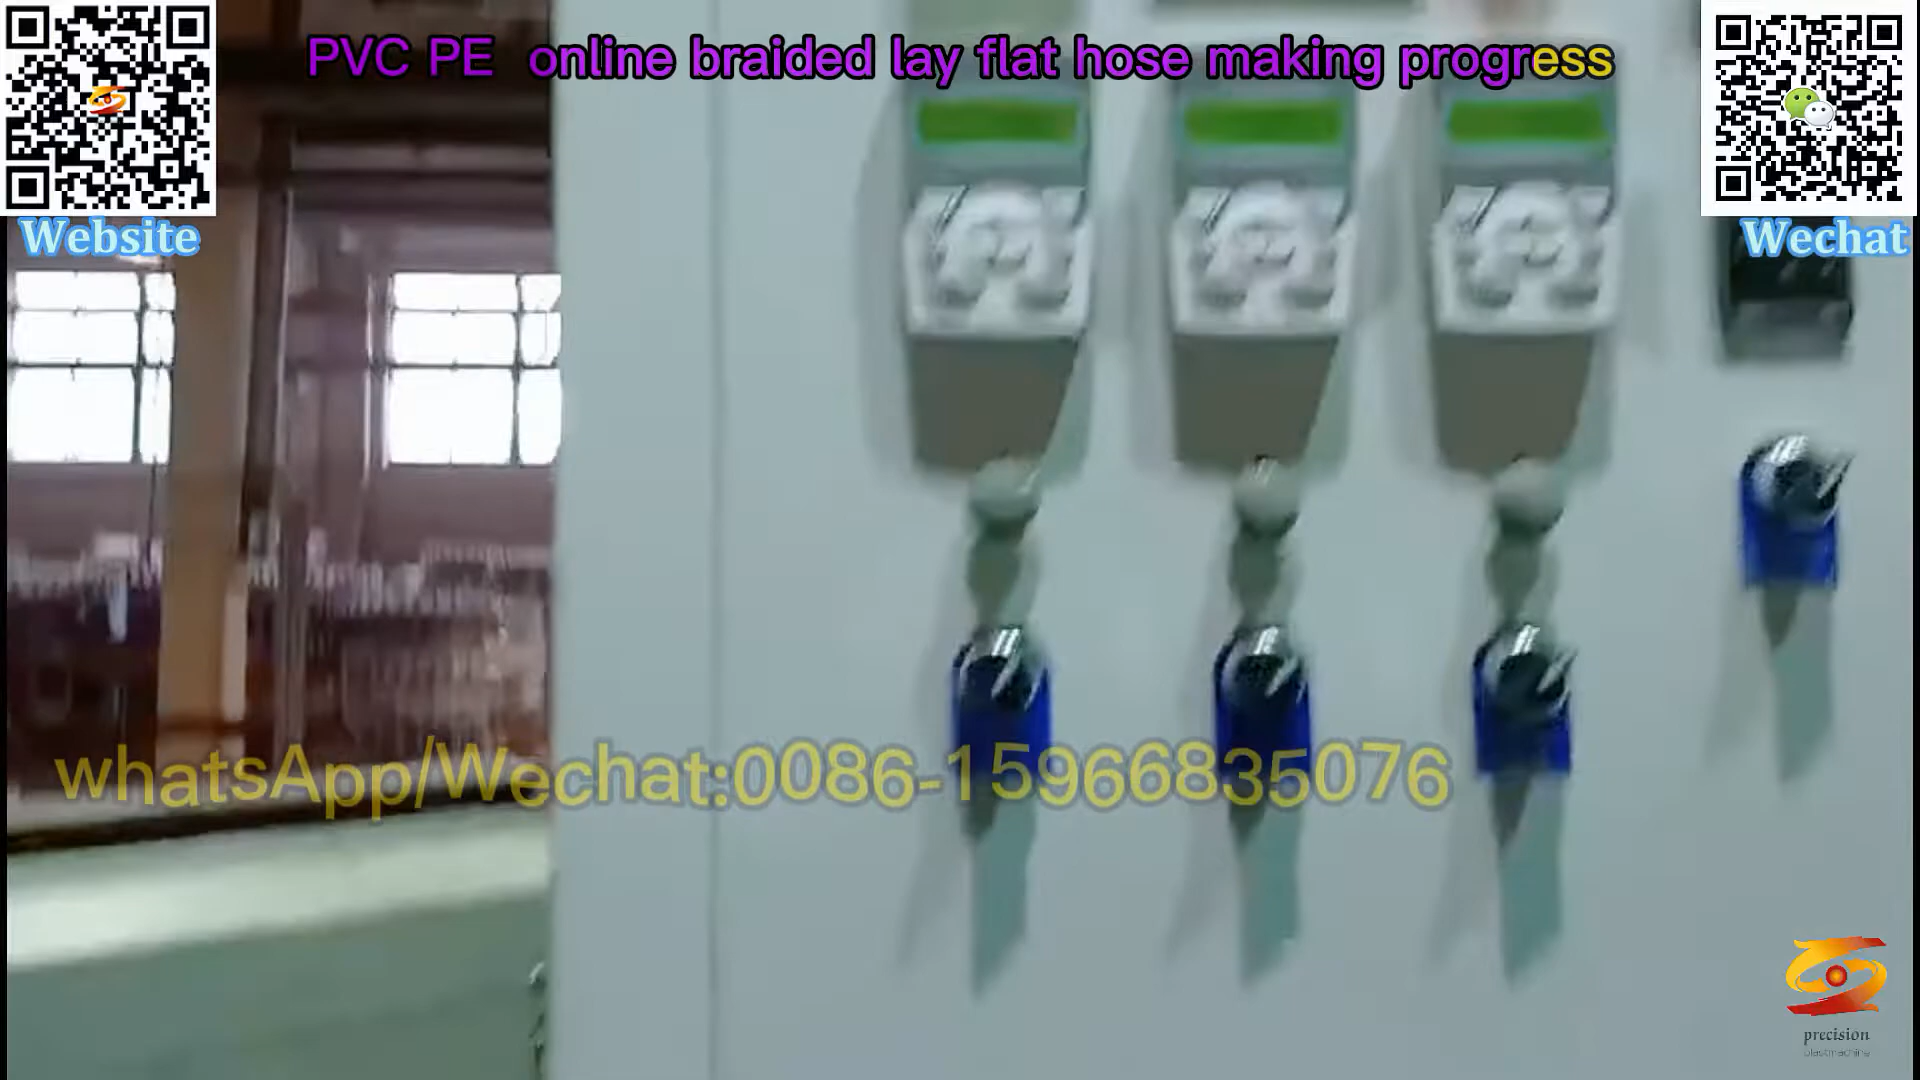 PVC PE online braided lay flat hose making progress
Website
Wechat
whatsApp/Wechat:0086-15966835076
precision